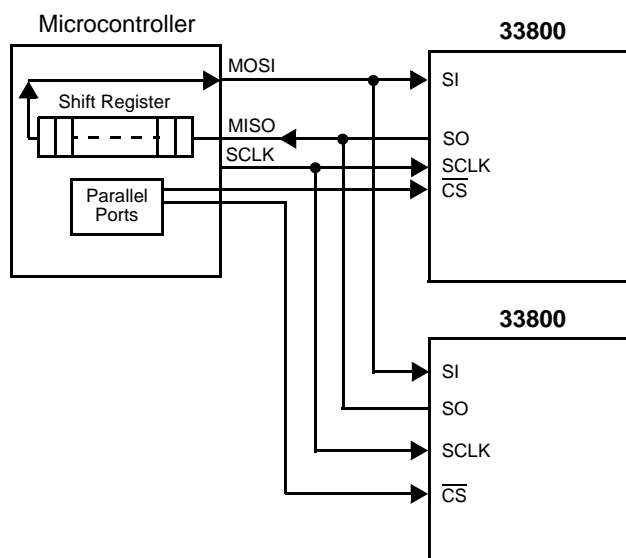 Microcontroller
33800
MOSI
SI
Shift Register
MISO
SO
SCLK
SCLK
CS
Parallel
Ports
33800
SI
SO
SCLK
CS